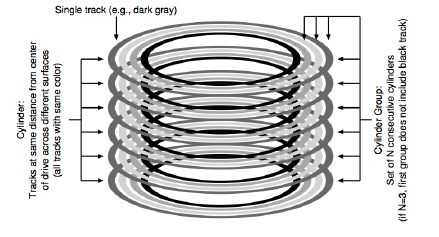 Single track (e.g., dark gray)
Cylinder:
Tracks at same distance from center
of drive across different surfaces
(all tracks with same color)
Cylinder Group:
Set of N consecutive cylinders
(if N=3, first group does not include black track)